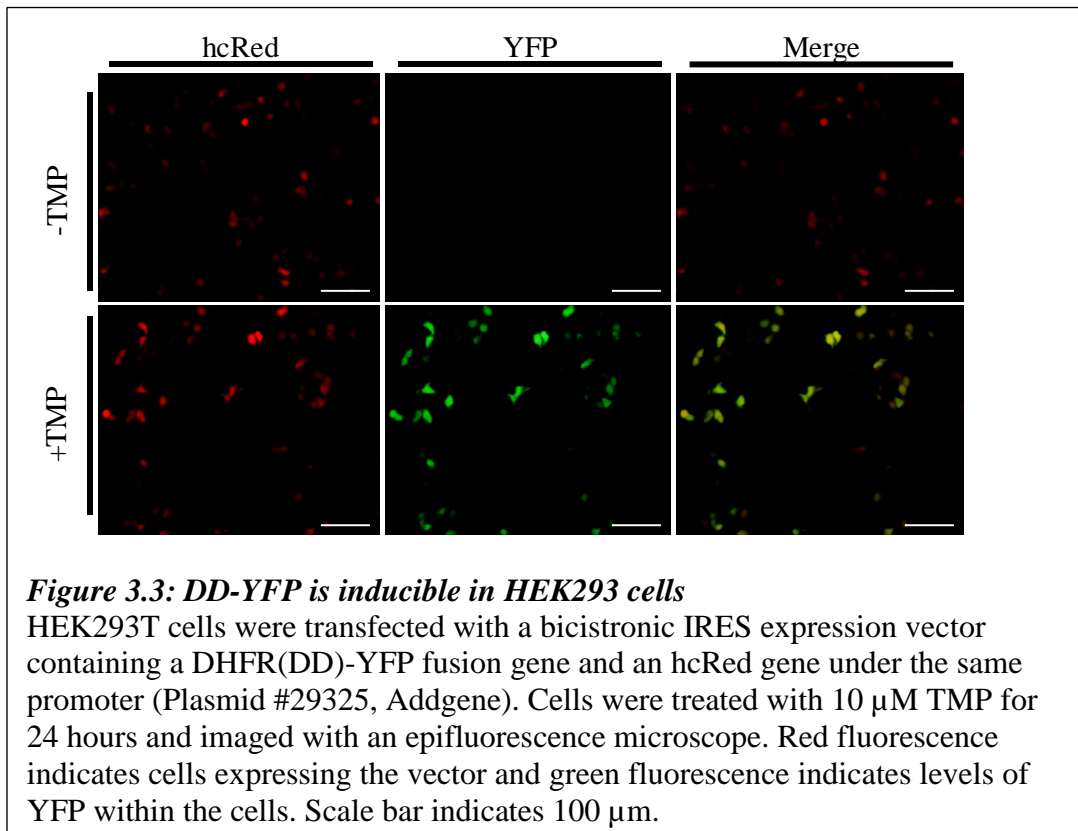 hcRed YFP Merge
-TMP
+TMP
Figure 3.3: DD-YFP is inducible in HEK293 cells
HEK293T cells were transfected with a bicistronic IRES expression vector
containing a DHFR(DD)-YFP fusion gene and an hcRed gene under the same
promoter (Plasmid #29325, Addgene). Cells were treated with 10 µM TMP for
24 hours and imaged with an epifluorescence microscope. Red fluorescence
indicates cells expressing the vector and green fluorescence indicates levels of
YFP within the cells. Scale bar indicates 100 µm.